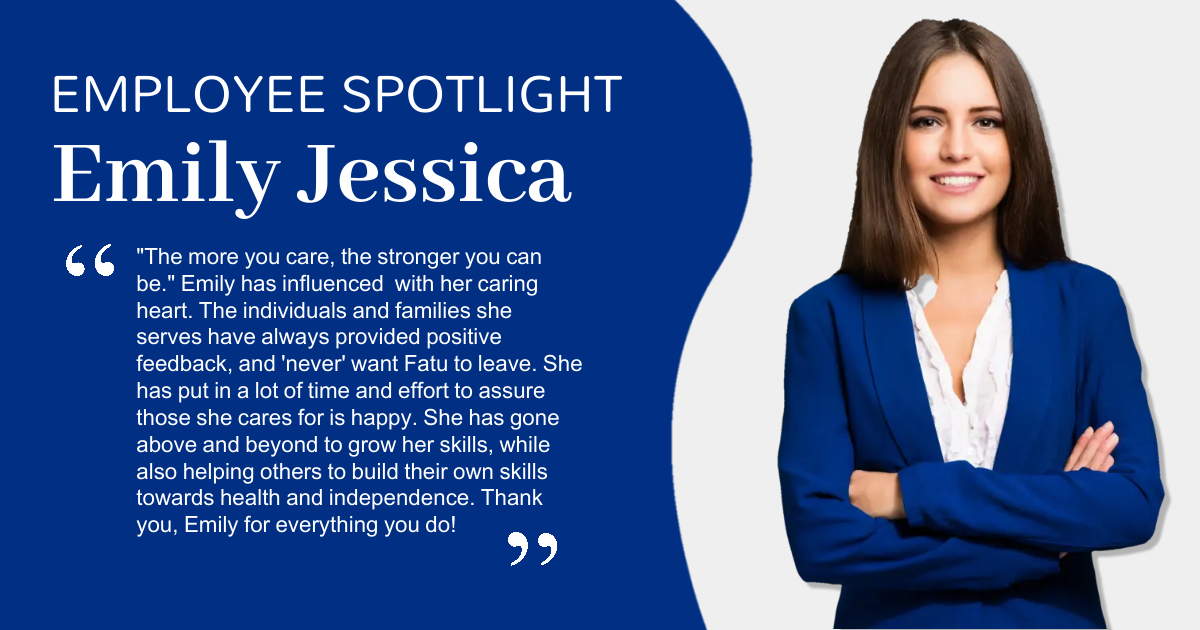 EMPLOYEE SPOTLIGHT
Emily Jessica
"The more you care, the stronger you can
be." Emily has influenced  with her caring
heart. The individuals and families she
serves have always provided positive
feedback, and 'never' want Fatu to leave. She
has put in a lot of time and effort to assure
those she cares for is happy. She has gone
above and beyond to grow her skills, while
also helping others to build their own skills
towards health and independence. Thank
you, Emily for everything you do!